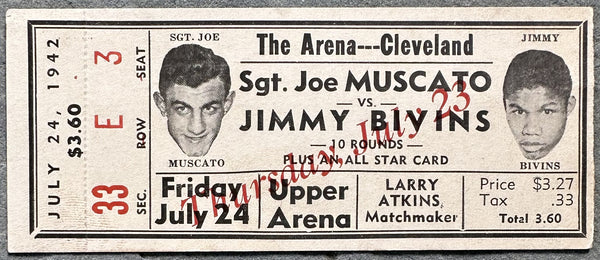 JULY 24, 1942
$3.60
SEAT 3
ROW E
SEC. 33
SGT. JOE
MUSCATO
The Arena---Cleveland
Sgt. Joe MUSCATO
— VS. —
JIMMY BIVINS
— 10 ROUNDS —
PLUS AN ALL STAR CARD
JIMMY
BIVINS
Thursday, July 23
Friday
July 24
Upper
Arena
LARRY
ATKINS,
Matchmaker
Price $3.27
Tax .33
Total 3.60